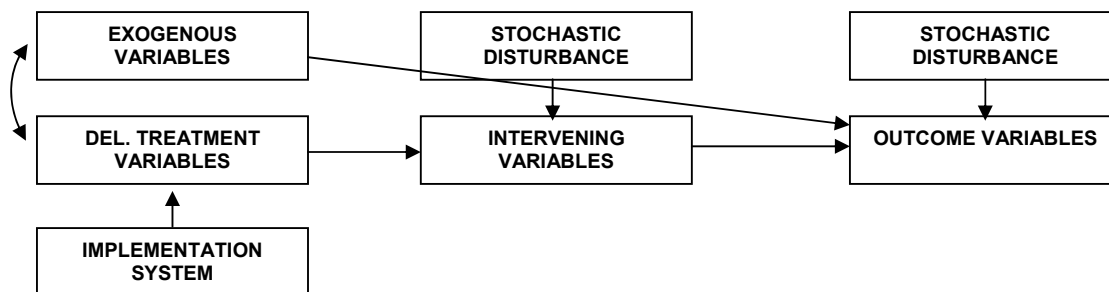 EXOGENOUS
VARIABLES
STOCHASTIC
DISTURBANCE
STOCHASTIC
DISTURBANCE
DEL. TREATMENT
VARIABLES
INTERVENING
VARIABLES
OUTCOME VARIABLES
IMPLEMENTATION
SYSTEM